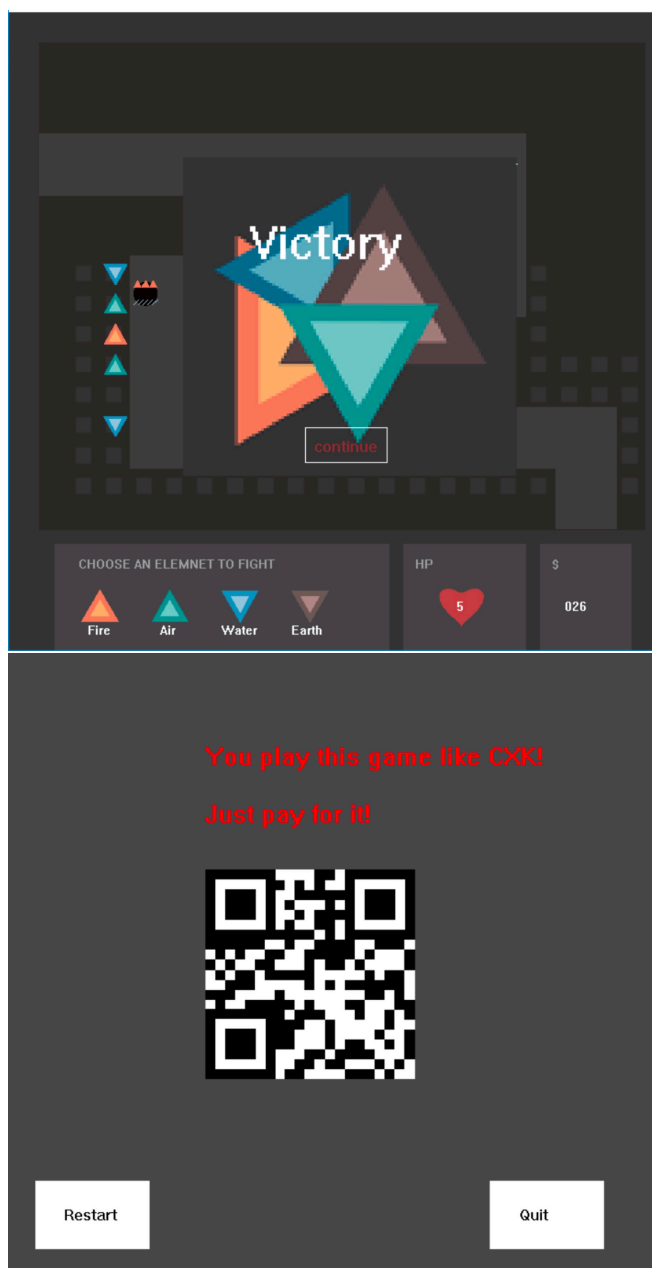 Victory
continue
CHOOSE AN ELEMNET TO FIGHT
Fire Air Water Earth
HP
5
$
026
You play this game like CXK!
Just pay for it!
Restart
Quit